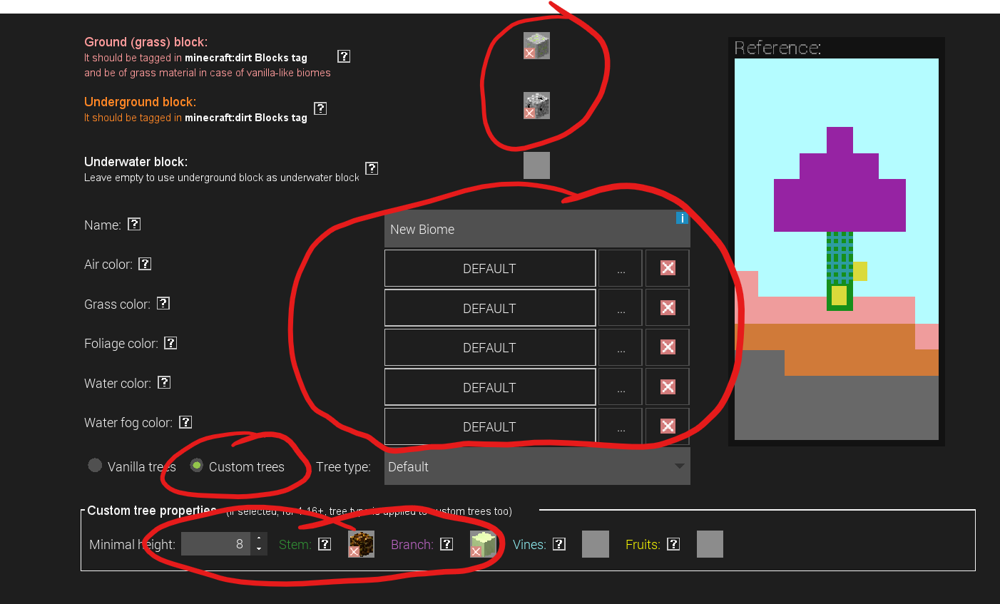 Ground (grass) block:
It should be tagged in minecraft:dirt Blocks tag
and be of grass material in case of vanilla-like biomes
Underground block:
It should be tagged in minecraft:dirt Blocks tag
Underwater block:
Leave empty to use underground block as underwater block
Reference:
Name:
New Biome
Air color:
DEFAULT
...
Grass color:
DEFAULT
...
Foliage color:
DEFAULT
...
Water color:
DEFAULT
...
Water fog color:
DEFAULT
...
Vanilla trees
Custom trees
Tree type:
Default
Custom tree properties (if selected, for 1.16+, tree type is applied to custom trees too)
Minimal height:
8
Stem:
Branch:
Vines:
Fruits: